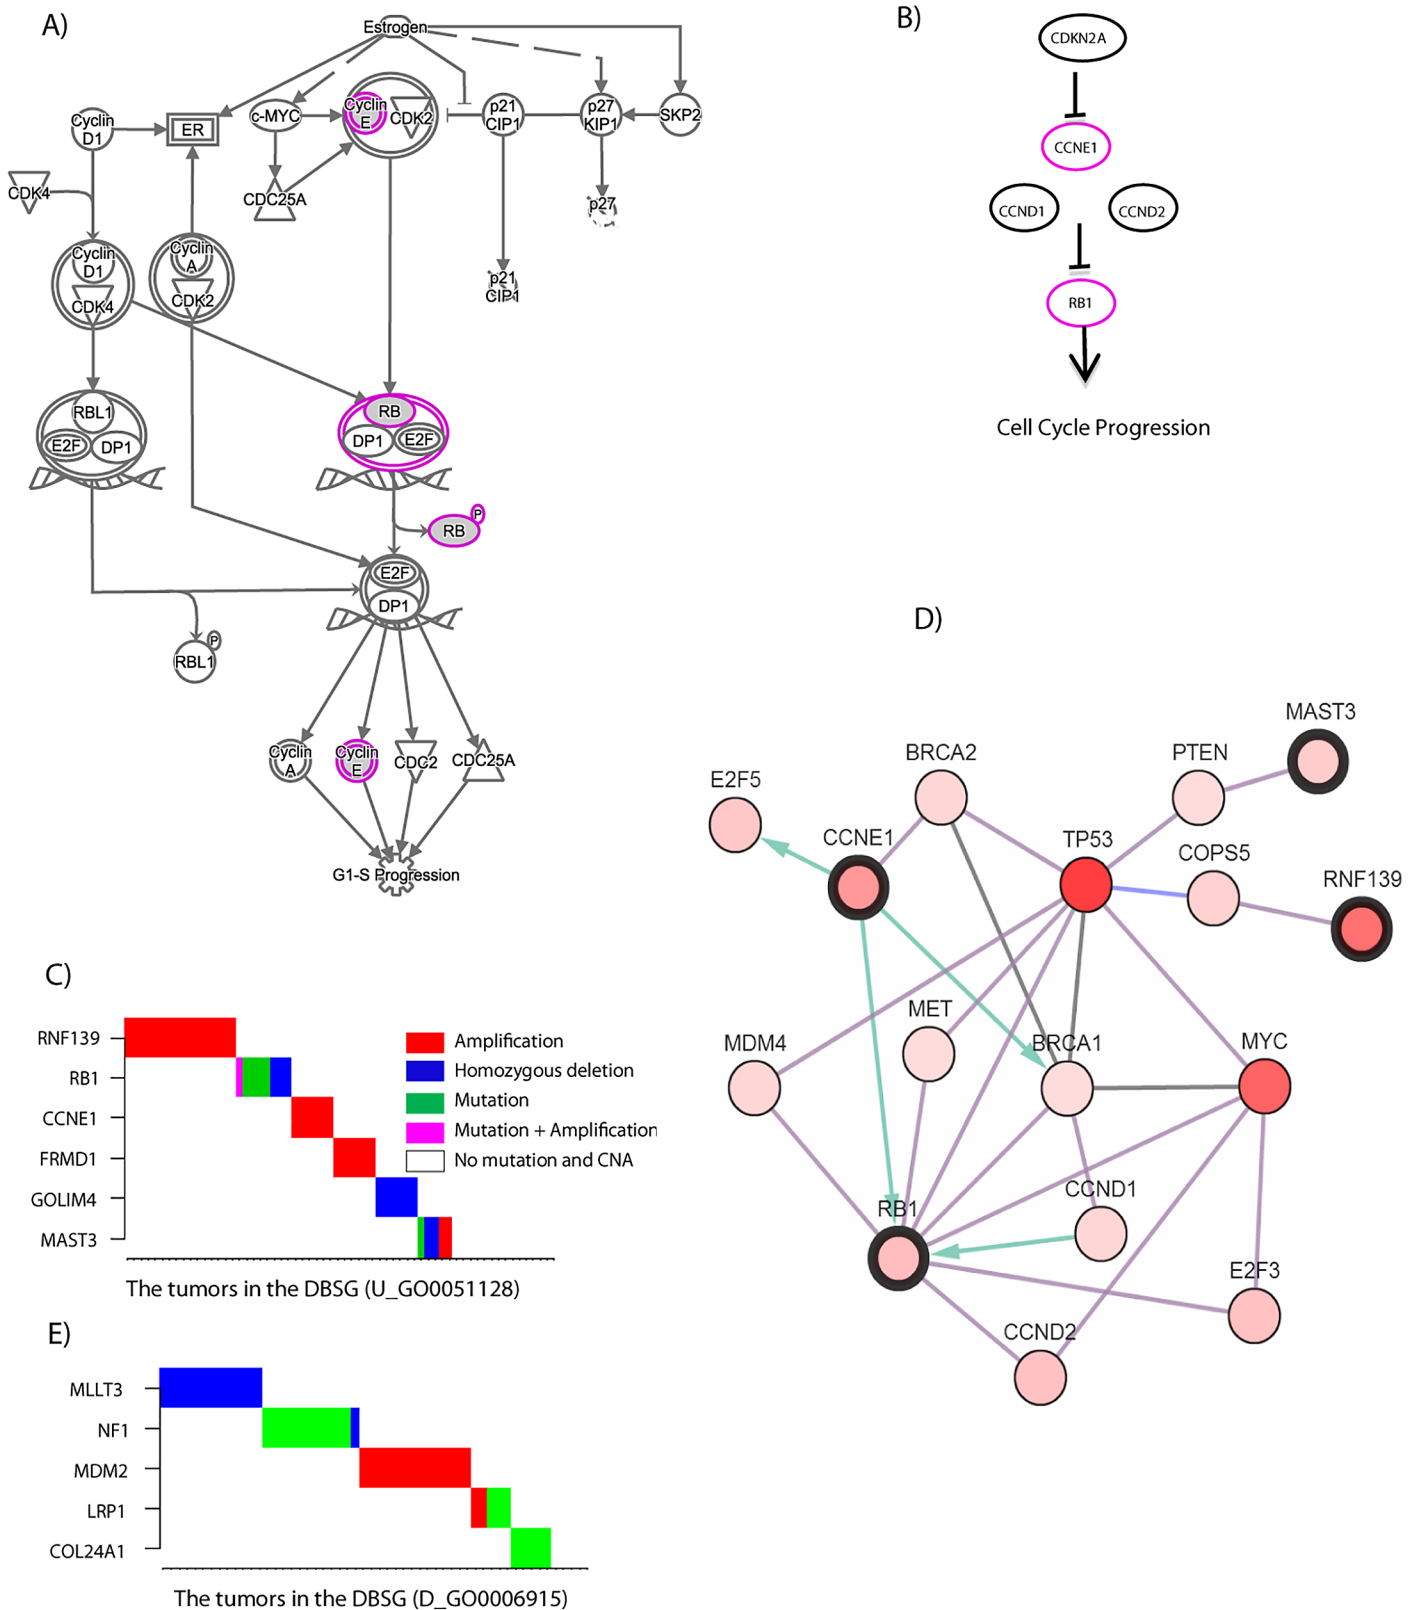 A)
Estrogen
Cyclin
D1
ER
c-MYC
Cyclin
E
CDK2
p21
CIP1
p27
KIP1
SKP2
CDK4
CDC25A
p27
Cyclin
D1
CDK4
Cyclin
A
CDK2
p21
CIP1
RBL1
E2F
DP1
RB
DP1
E2F
RB
P
E2F
DP1
RBL1
P
Cyclin
A
Cyclin
E
CDC2
CDC25A
G1-S Progression
B)
CDKN2A
CCNE1
CCND1
CCND2
RB1
Cell Cycle Progression
C)
RNF139
RB1
CCNE1
FRMD1
GOLIM4
MAST3
Amplification
Homozygous deletion
Mutation
Mutation + Amplification
No mutation and CNA
The tumors in the DBSG (U_GO0051128)
D)
MAST3
BRCA2
PTEN
E2F5
CCNE1
TP53
COPS5
RNF139
MET
MDM4
BRCA1
MYC
CCND1
RB1
E2F3
CCND2
E)
MLLT3
NF1
MDM2
LRP1
COL24A1
The tumors in the DBSG (D_GO0006915)